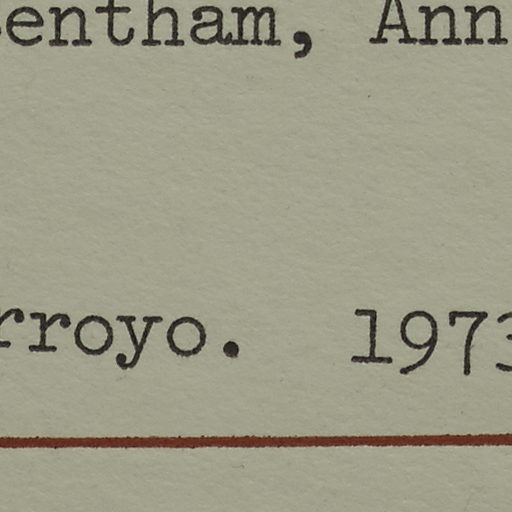 entham, Ann
rroyo. 1973